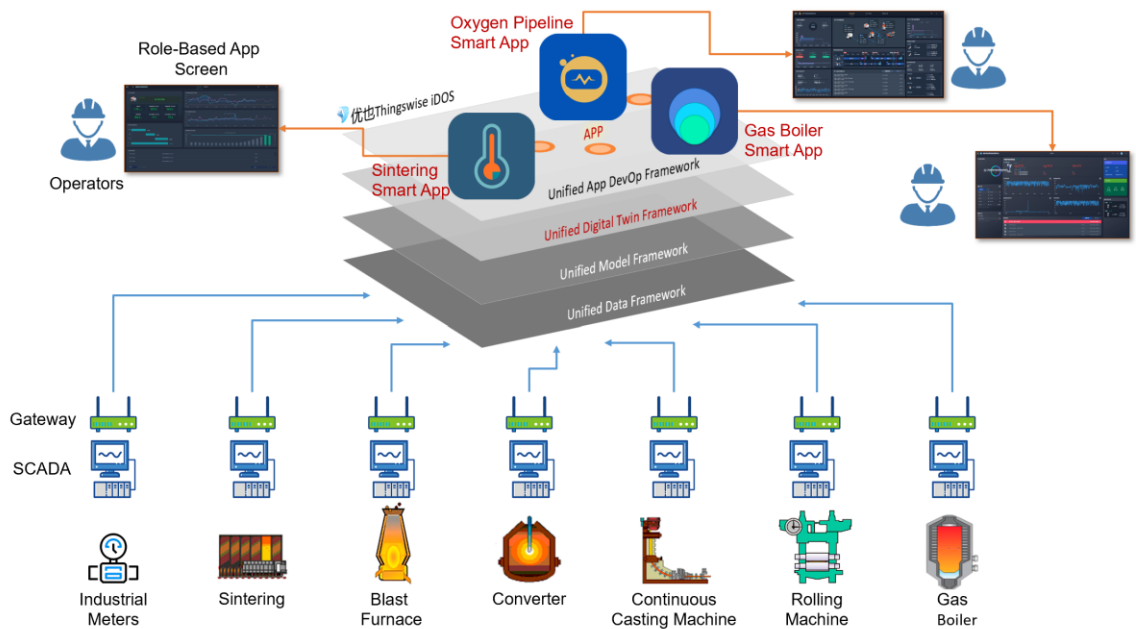 Oxygen Pipeline
Smart App
Role-Based App
Screen
优也Thingswise iDOS
APP
Gas Boiler
Smart App
Sintering
Smart App
Operators
Unified App DevOp Framework
Unified Digital Twin Framework
Unified Model Framework
Unified Data Framework
Gateway
SCADA
Industrial
Meters
Sintering
Blast
Furnace
Converter
Continuous
Casting Machine
Rolling
Machine
Gas
Boiler